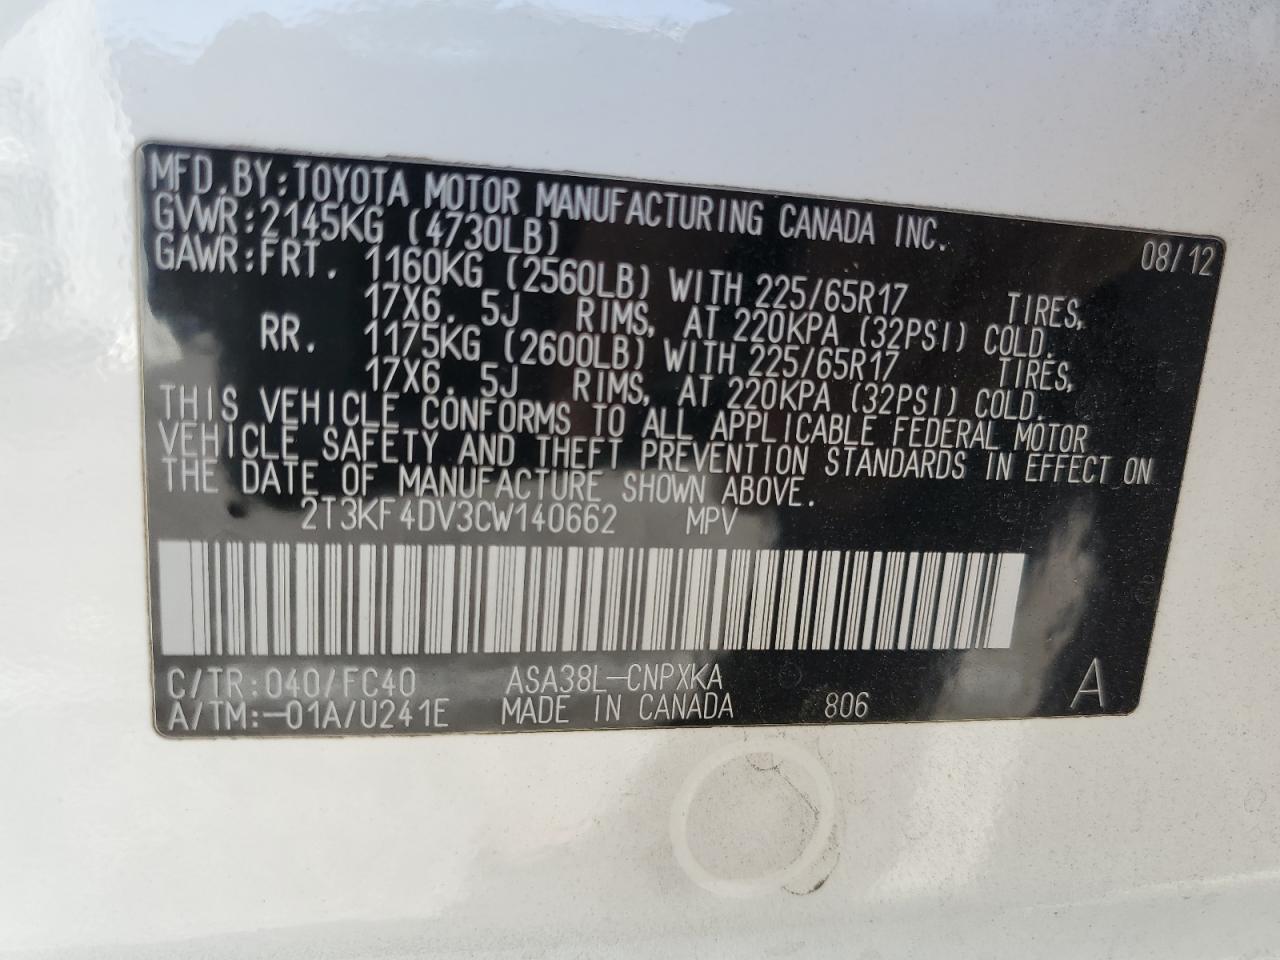 MFD.BY:TOYOTA MOTOR MANUFACTURING CANADA INC. 08/12
GVWR:2145KG (4730LB)
GAWR:FRT. 1160KG (2560LB) WITH 225/65R17 TIRES,
17X6. 5J RIMS, AT 220KPA (32PSI) COLD.
RR. 1175KG (2600LB) WITH 225/65R17 TIRES,
17X6. 5J RIMS, AT 220KPA (32PSI) COLD.
THIS VEHICLE CONFORMS TO ALL APPLICABLE FEDERAL MOTOR
VEHICLE SAFETY AND THEFT PREVENTION STANDARDS IN EFFECT ON
THE DATE OF MANUFACTURE SHOWN ABOVE.
2T3KF4DV3CW140662 MPV
C/TR:040/FC40 ASA38L-CNPXKA A
A/TM:-01A/U241E MADE IN CANADA 806